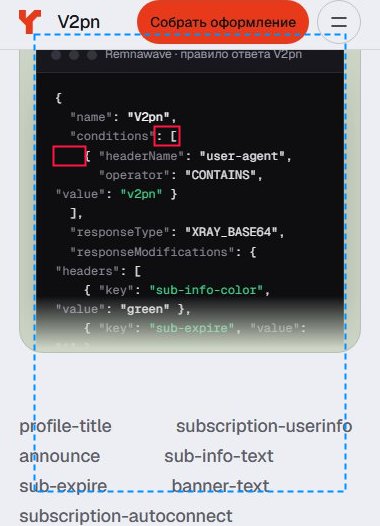 V2pn
Собрать оформление
Remnawave · правило ответа V2pn
{
"name": "V2pn",
"conditions": [
{ "headerName": "user-agent",
"operator": "CONTAINS",
"value": "v2pn" }
],
"responseType": "XRAY_BASE64",
"responseModifications": {
"headers": [
{ "key": "sub-info-color",
"value": "green" },
{ "key": "sub-expire", "value":
profile-title subscription-userinfo
announce sub-info-text
sub-expire banner-text
subscription-autoconnect